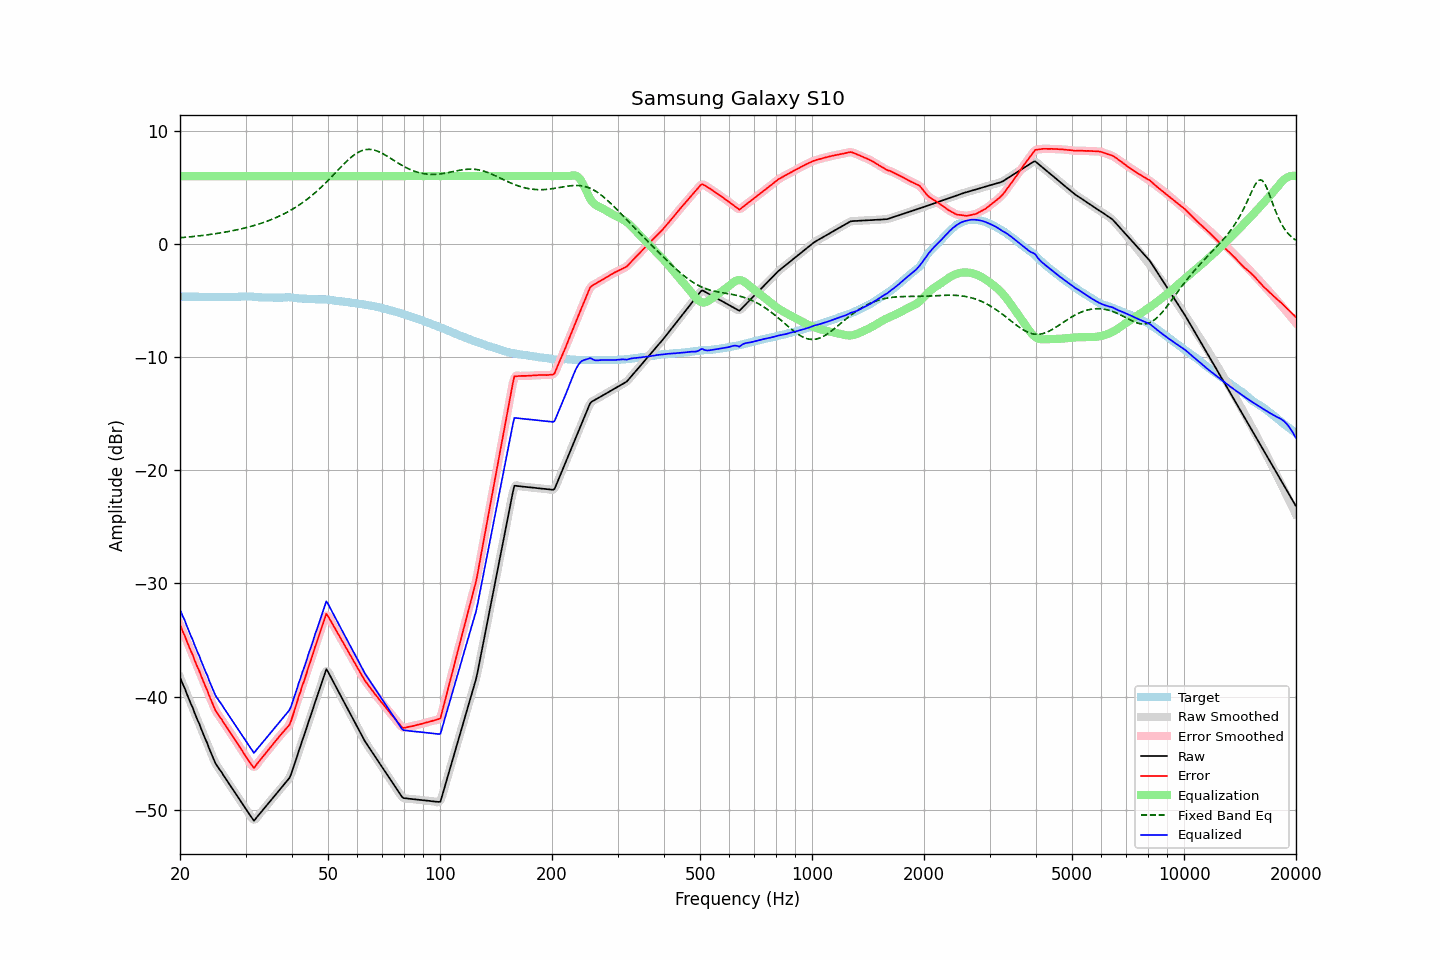 Samsung Galaxy S10
Amplitude (dBr)
10
0
−10
−20
−30
−40
−50
20
50
100
200
500
1000
2000
5000
10000
20000
Frequency (Hz)
Target
Raw Smoothed
Error Smoothed
Raw
Error
Equalization
Fixed Band Eq
Equalized